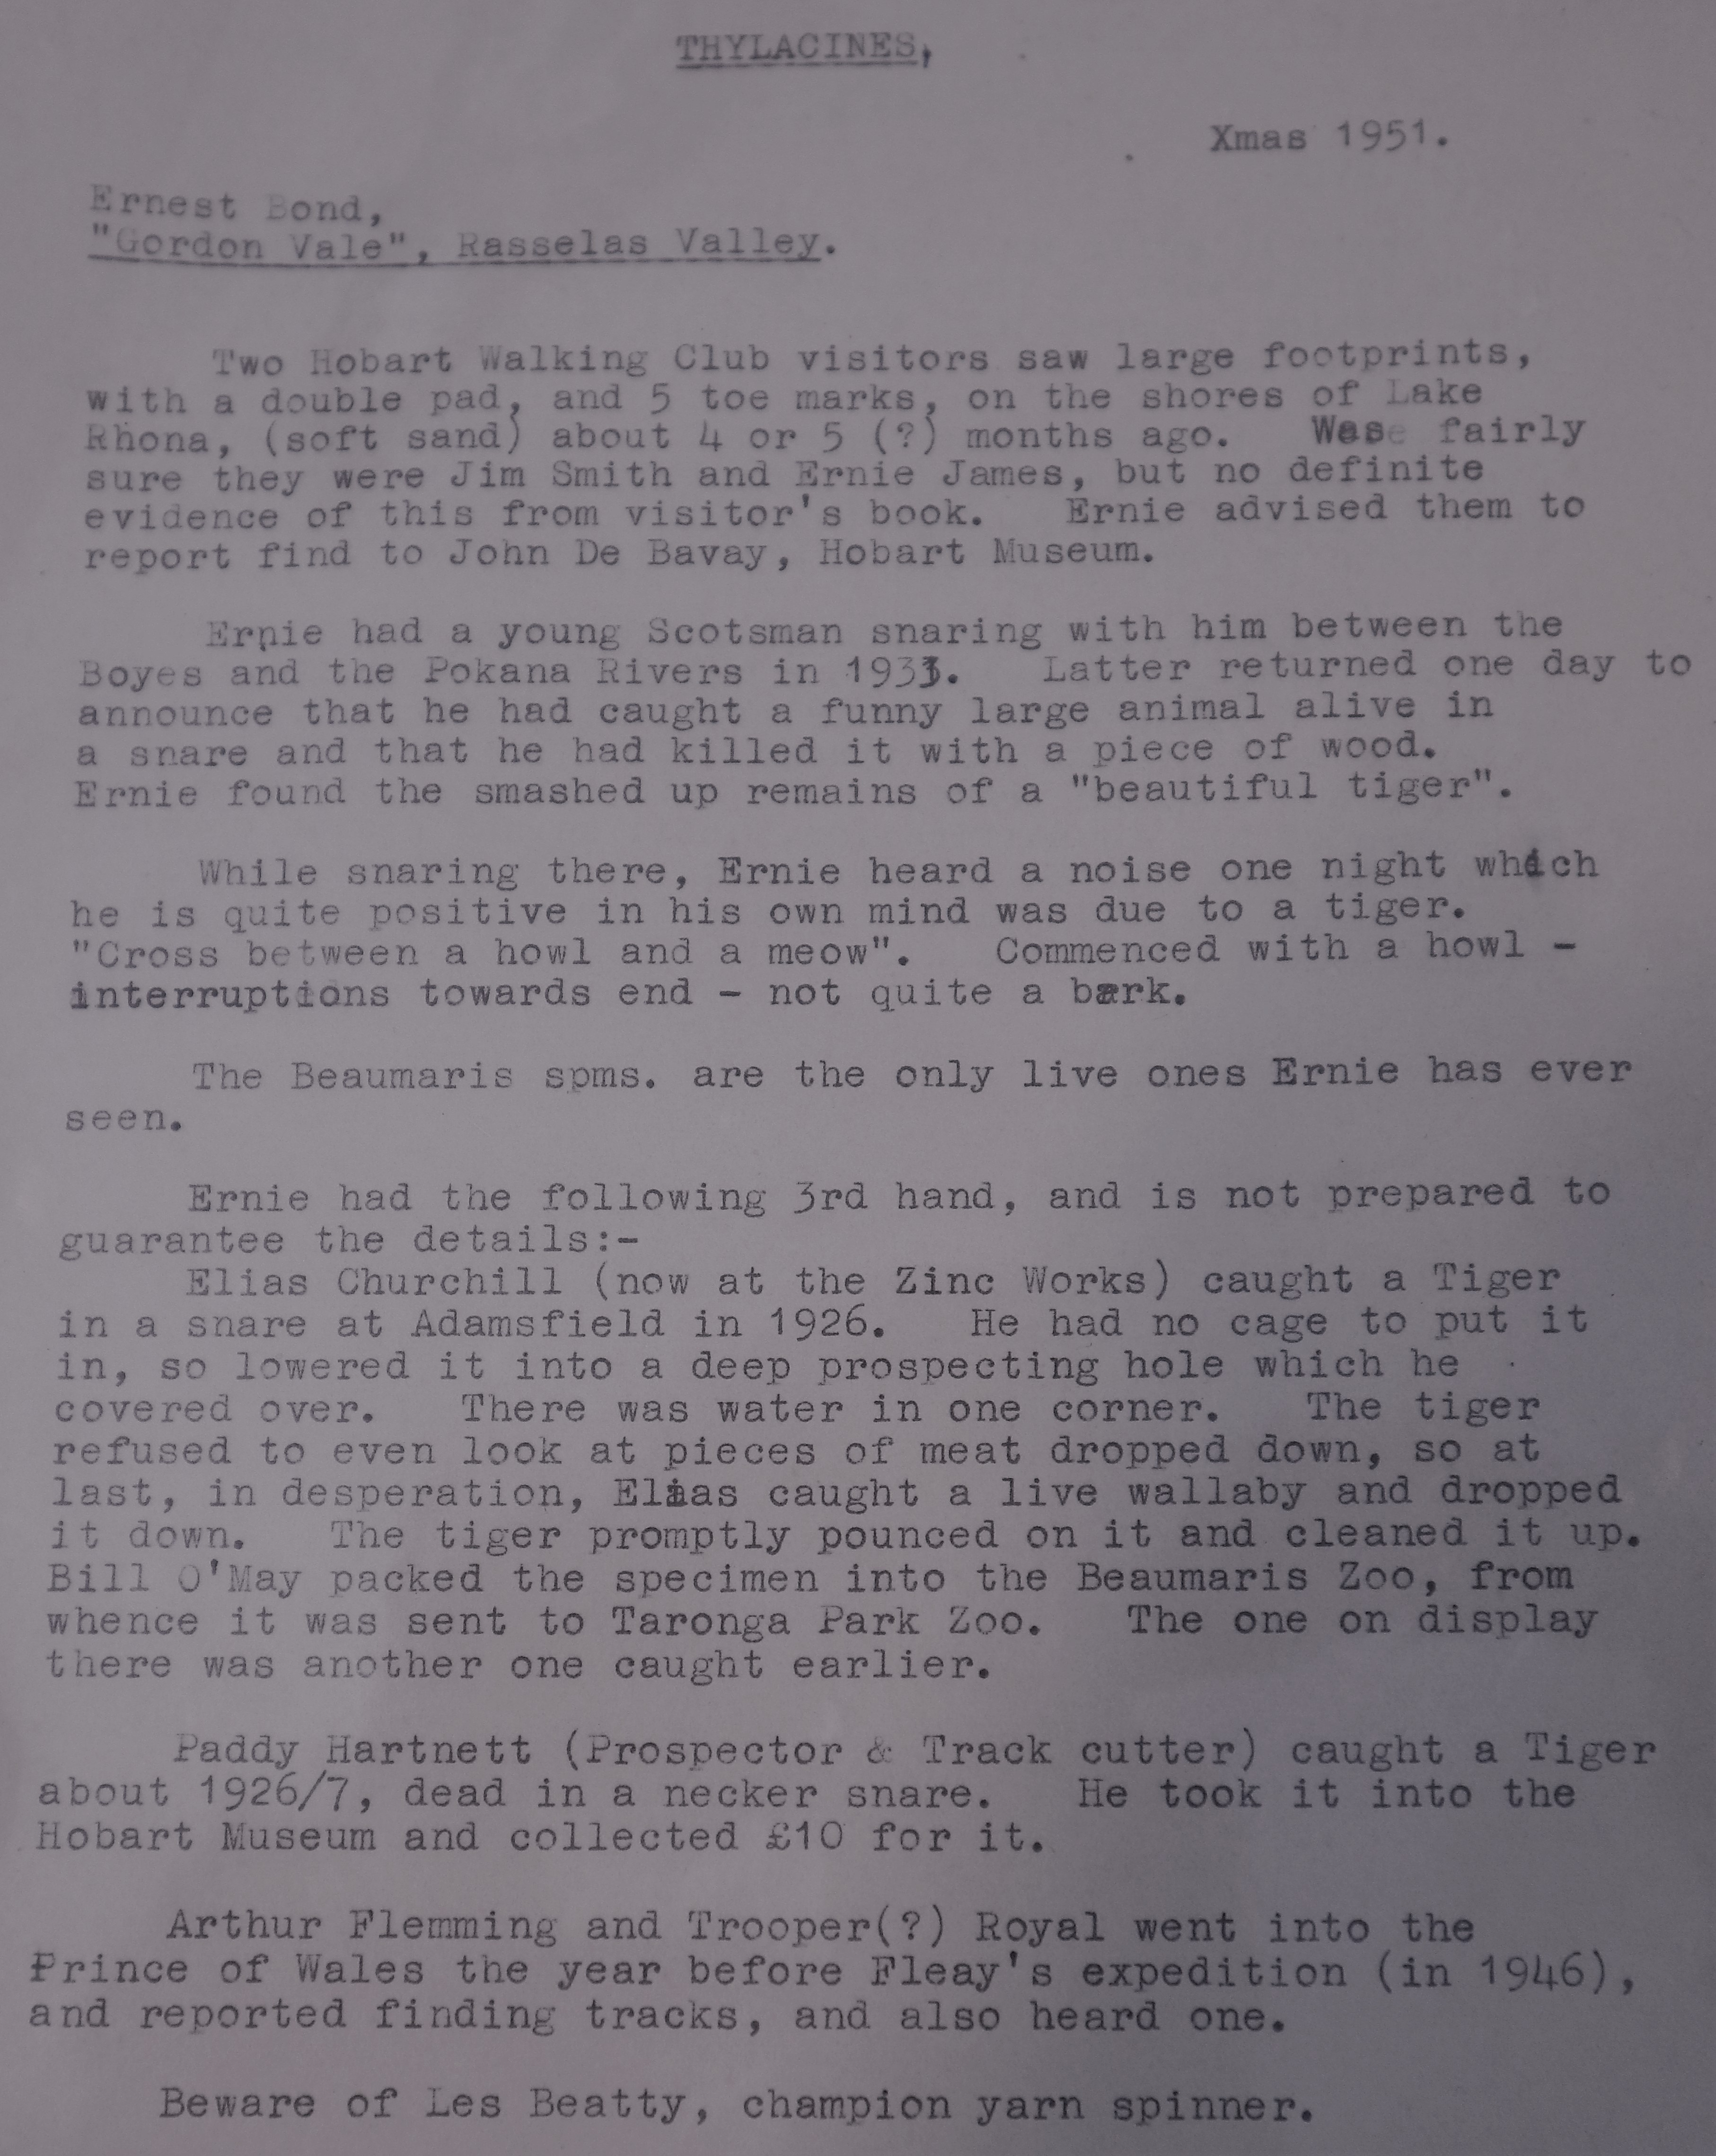 THYLACINES,
Xmas 1951.
Ernest Bond,
"Gordon Vale", Rasselas Valley.
Two Hobart Walking Club visitors saw large footprints,
with a double pad, and 5 toe marks, on the shores of Lake
Rhona, (soft sand) about 4 or 5 (?) months ago. Was fairly
sure they were Jim Smith and Ernie James, but no definite
evidence of this from visitor's book. Ernie advised them to
report find to John De Bavay, Hobart Museum.
Ernie had a young Scotsman snaring with him between the
Boyes and the Pokana Rivers in 1933. Latter returned one day to
announce that he had caught a funny large animal alive in
a snare and that he had killed it with a piece of wood.
Ernie found the smashed up remains of a "beautiful tiger".
While snaring there, Ernie heard a noise one night which
he is quite positive in his own mind was due to a tiger.
"Cross between a howl and a meow". Commenced with a howl -
interruptions towards end - not quite a bark.
The Beaumaris spms. are the only live ones Ernie has ever
seen.
Ernie had the following 3rd hand, and is not prepared to
guarantee the details:-
Elias Churchill (now at the Zinc Works) caught a Tiger
in a snare at Adamsfield in 1926. He had no cage to put it
in, so lowered it into a deep prospecting hole which he
covered over. There was water in one corner. The tiger
refused to even look at pieces of meat dropped down, so at
last, in desperation, Elias caught a live wallaby and dropped
it down. The tiger promptly pounced on it and cleaned it up.
Bill O'May packed the specimen into the Beaumaris Zoo, from
whence it was sent to Taronga Park Zoo. The one on display
there was another one caught earlier.
Paddy Hartnett (Prospector & Track cutter) caught a Tiger
about 1926/7, dead in a necker snare. He took it into the
Hobart Museum and collected £10 for it.
Arthur Flemming and Trooper(?) Royal went into the
Prince of Wales the year before Fleay's expedition (in 1946),
and reported finding tracks, and also heard one.
Beware of Les Beatty, champion yarn spinner.